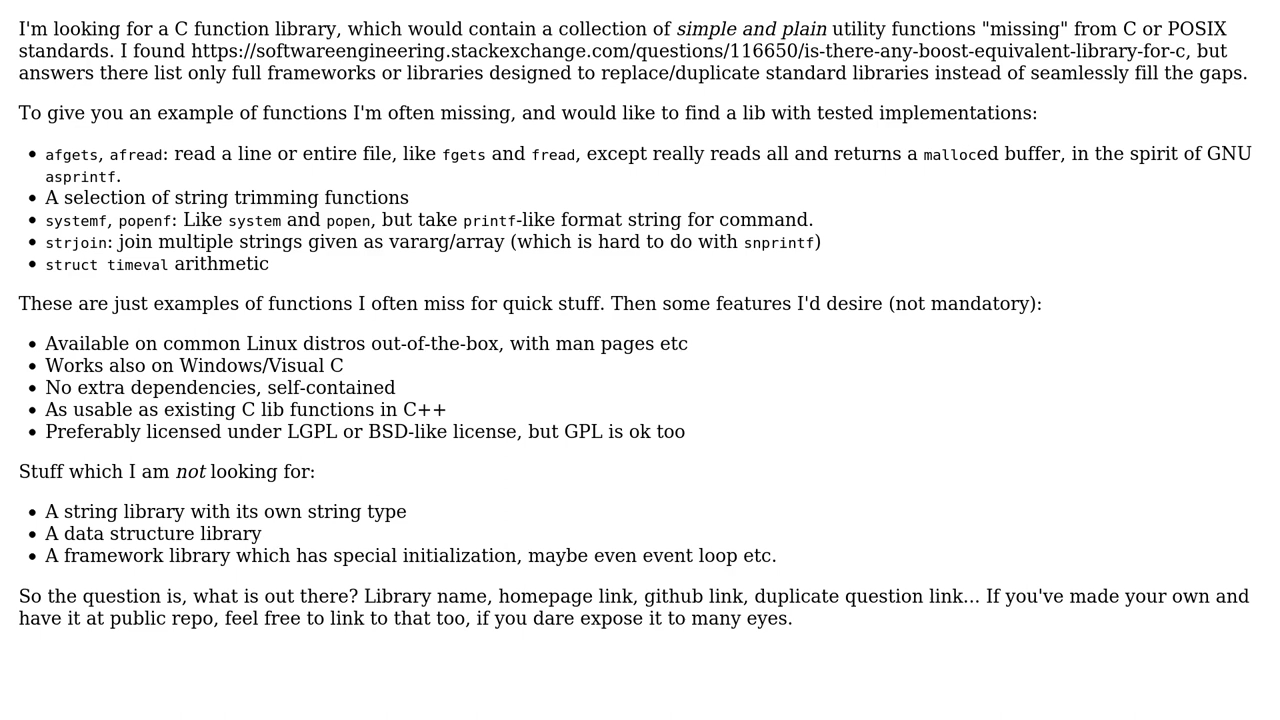 I'm looking for a C function library, which would contain a collection of simple and plain utility functions "missing" from C or POSIX
standards. I found https://softwareengineering.stackexchange.com/questions/116650/is-there-any-boost-equivalent-library-for-c, but
answers there list only full frameworks or libraries designed to replace/duplicate standard libraries instead of seamlessly fill the gaps.
To give you an example of functions I'm often missing, and would like to find a lib with tested implementations:
• afgets, afread: read a line or entire file, like fgets and fread, except really reads all and returns a malloced buffer, in the spirit of GNU
asprintf.
• A selection of string trimming functions
• systemf, popenf: Like system and popen, but take printf-like format string for command.
• strjoin: join multiple strings given as vararg/array (which is hard to do with snprintf)
• struct timeval arithmetic
These are just examples of functions I often miss for quick stuff. Then some features I'd desire (not mandatory):
• Available on common Linux distros out-of-the-box, with man pages etc
• Works also on Windows/Visual C
• No extra dependencies, self-contained
• As usable as existing C lib functions in C++
• Preferably licensed under LGPL or BSD-like license, but GPL is ok too
Stuff which I am not looking for:
• A string library with its own string type
• A data structure library
• A framework library which has special initialization, maybe even event loop etc.
So the question is, what is out there? Library name, homepage link, github link, duplicate question link... If you've made your own and
have it at public repo, feel free to link to that too, if you dare expose it to many eyes.